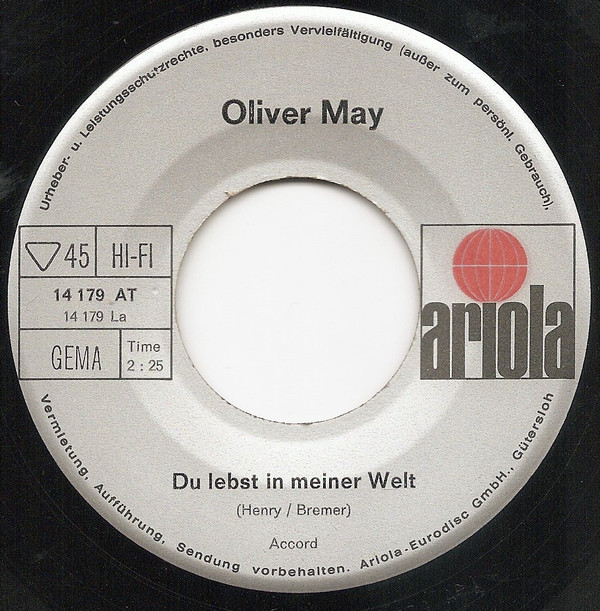 Urheber- u. Leistungsschutzrechte, besonders Vervielfältigung (außer zum persönl. Gebrauch),
Oliver May
45 HI-FI
14 179 AT
14 179 La
GEMA
Time
2 : 25
ariola
Du lebst in meiner Welt
(Henry / Bremer)
Accord
Vermietung, Aufführung, Sendung vorbehalten. Ariola-Eurodisc GmbH., Gütersloh